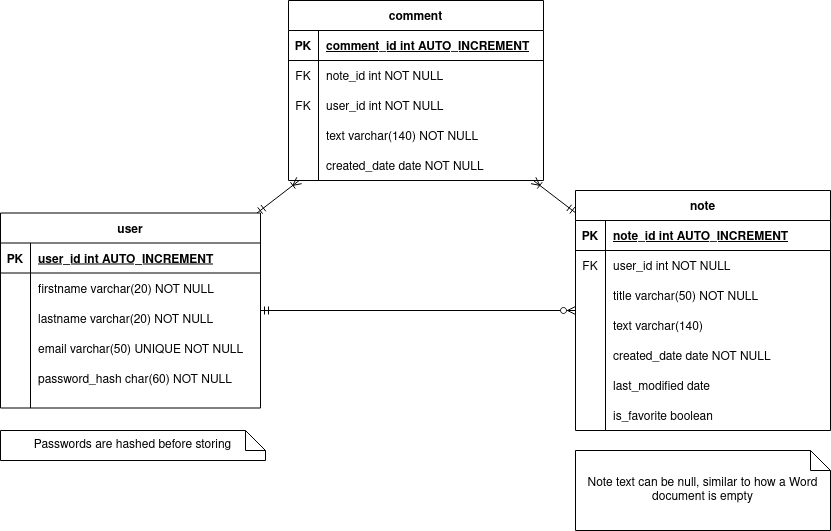 comment
PK comment_id int AUTO_INCREMENT
FK note_id int NOT NULL
FK user_id int NOT NULL
text varchar(140) NOT NULL
created_date date NOT NULL
user
PK user_id int AUTO_INCREMENT
firstname varchar(20) NOT NULL
lastname varchar(20) NOT NULL
email varchar(50) UNIQUE NOT NULL
password_hash char(60) NOT NULL
Passwords are hashed before storing
note
PK note_id int AUTO_INCREMENT
FK user_id int NOT NULL
title varchar(50) NOT NULL
text varchar(140)
created_date date NOT NULL
last_modified date
is_favorite boolean
Note text can be null, similar to how a Word
document is empty